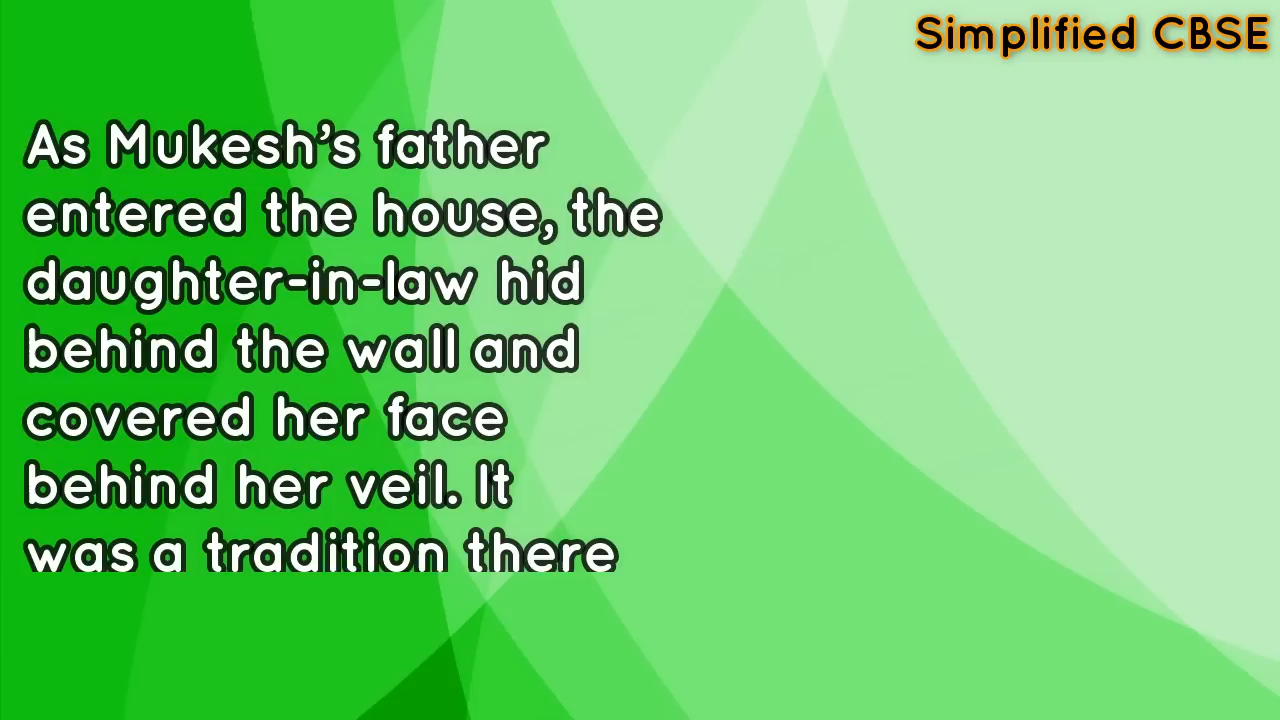 Simplified CBSE
As Mukesh’s father
entered the house, the
daughter-in-law hid
behind the wall and
covered her face
behind her veil. It
was a tradition there